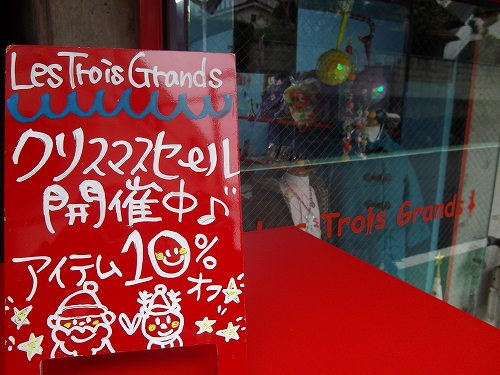 Les Trois Grands
クリスマスセール
開催中♪
アイテム10%
オフ
Les Trois Grands